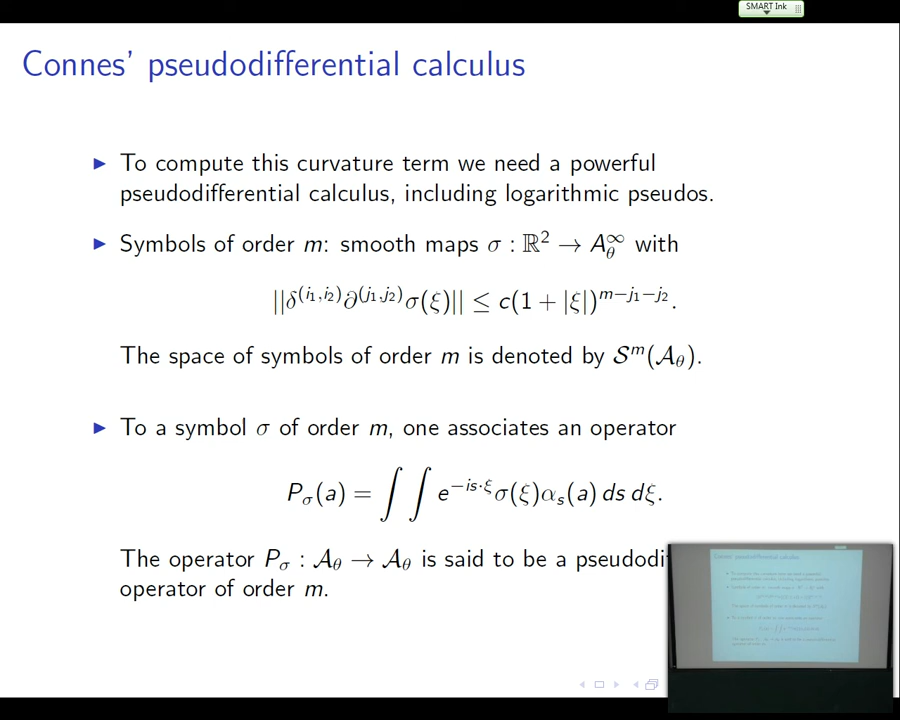 SMART Ink
Connes' pseudodifferential calculus
▶ To compute this curvature term we need a powerful
pseudodifferential calculus, including logarithmic pseudos.
▶ Symbols of order m: smooth maps σ : ℝ² → A_θ^∞ with
||δ^(i₁,i₂) ∂^(j₁,j₂) σ(ξ)|| ≤ c(1 + |ξ|)^(m−j₁−j₂).
The space of symbols of order m is denoted by 𝒮^m(𝒜_θ).
▶ To a symbol σ of order m, one associates an operator
P_σ(a) = ∫ ∫ e^(−is·ξ) σ(ξ) α_s(a) ds dξ.
The operator P_σ : 𝒜_θ → 𝒜_θ is said to be a pseudodi
operator of order m.